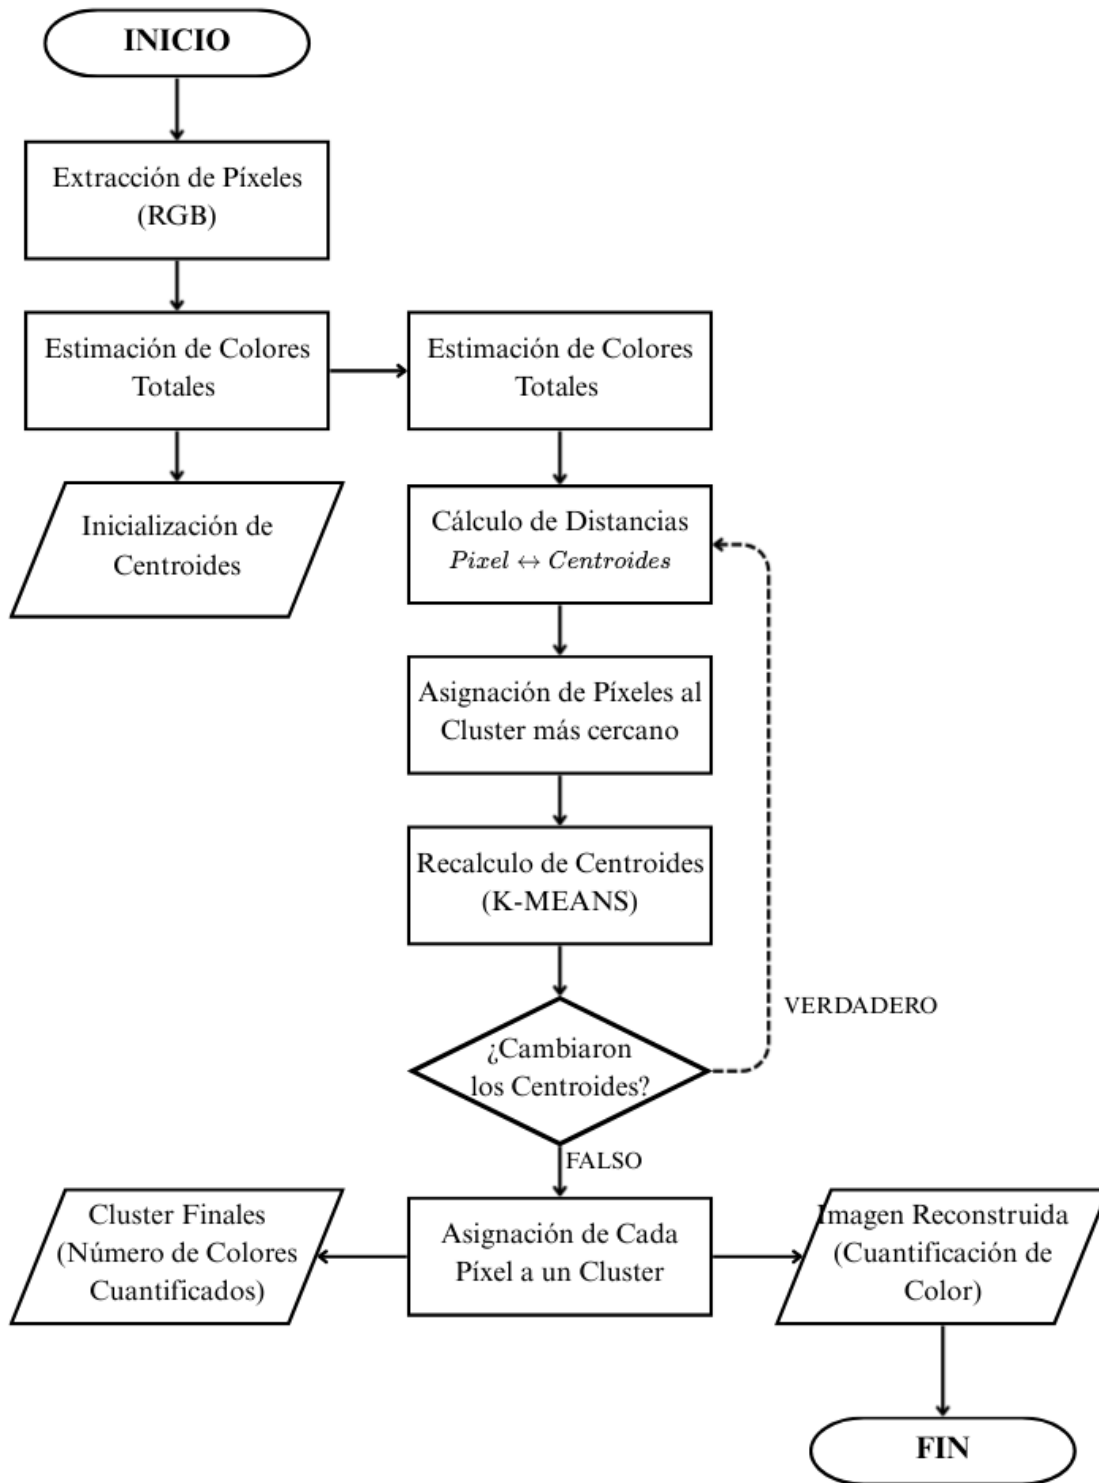 INICIO
Extracción de Píxeles
(RGB)
Estimación de Colores
Totales
Estimación de Colores
Totales
Inicialización de
Centroides
Cálculo de Distancias
Pixel ↔ Centroides
Asignación de Píxeles al
Cluster más cercano
Recalculo de Centroides
(K-MEANS)
¿Cambiaron
los Centroides?
VERDADERO
FALSO
Cluster Finales
(Número de Colores
Cuantificados)
Asignación de Cada
Píxel a un Cluster
Imagen Reconstruida
(Cuantificación de
Color)
FIN